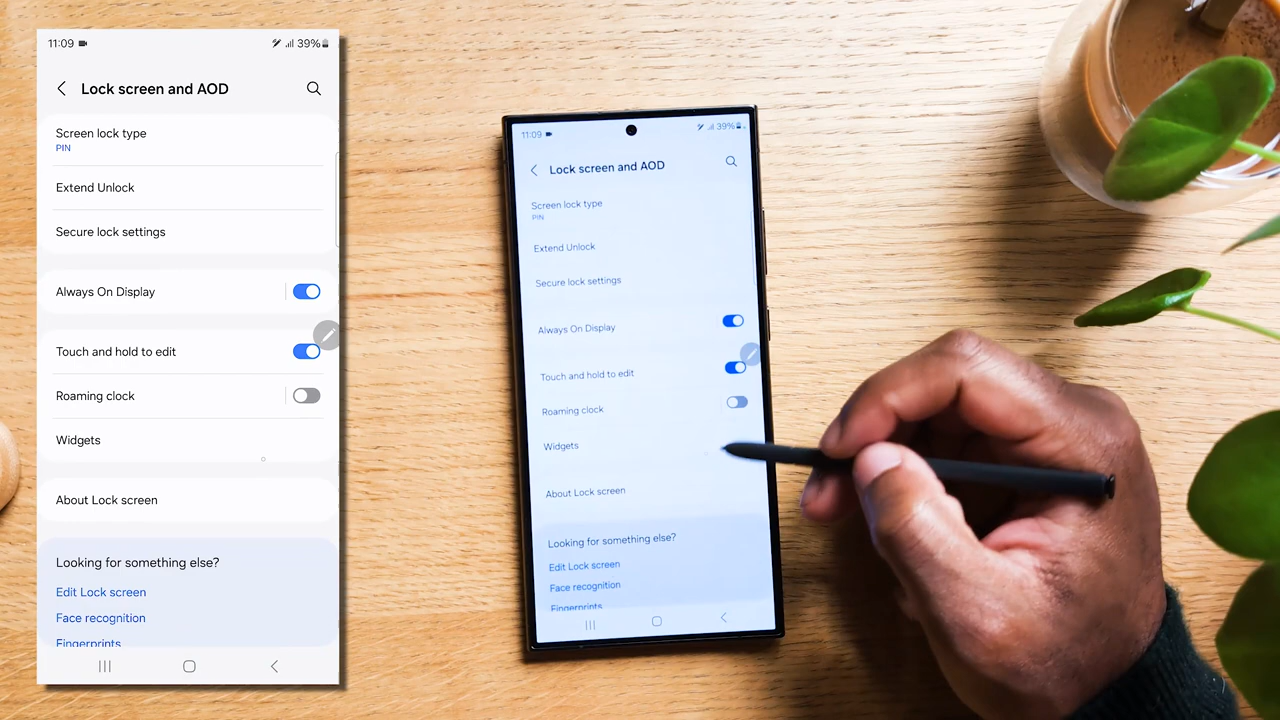 11:09
39%
Lock screen and AOD
Screen lock type
PIN
Extend Unlock
Secure lock settings
Always On Display
Touch and hold to edit
Roaming clock
Widgets
About Lock screen
Looking for something else?
Edit Lock screen
Face recognition
Fingerprints
11:09
39%
Lock screen and AOD
Screen lock type
PIN
Extend Unlock
Secure lock settings
Always On Display
Touch and hold to edit
Roaming clock
Widgets
About Lock screen
Looking for something else?
Edit Lock screen
Face recognition
Fingerprints